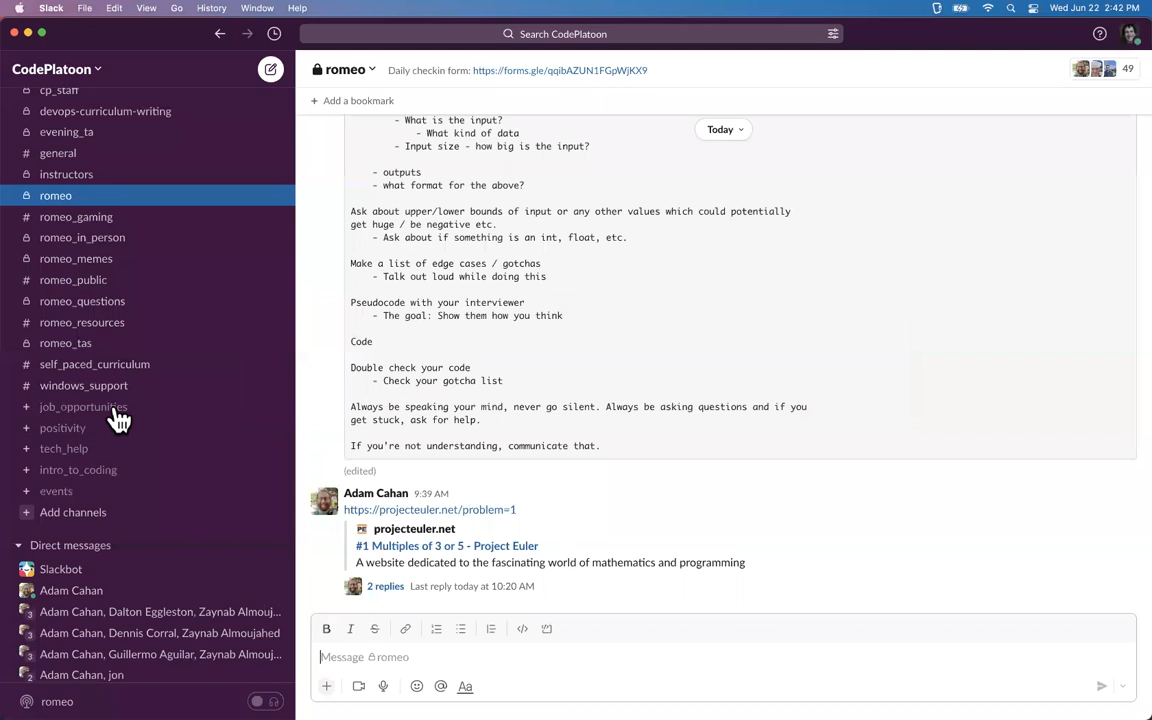 Slack File Edit View Go History Window Help
Wed Jun 22 2:42 PM
Search CodePlatoon
CodePlatoon
cp_staff
devops-curriculum-writing
evening_ta
general
instructors
romeo
romeo_gaming
romeo_in_person
romeo_memes
romeo_public
romeo_questions
romeo_resources
romeo_tas
self_paced_curriculum
windows_support
job_opportunities
positivity
tech_help
intro_to_coding
events
Add channels
Direct messages
Slackbot
Adam Cahan
3 Adam Cahan, Dalton Eggleston, Zaynab Almouj...
3 Adam Cahan, Dennis Corral, Zaynab Almoujahed
3 Adam Cahan, Guillermo Aguilar, Zaynab Almouj...
2 Adam Cahan, jon
romeo
romeo Daily checkin form: https://forms.gle/qqibAZUN1FGpWjKX9
49
+ Add a bookmark
Today
- What is the input?
- What kind of data
- Input size - how big is the input?
- outputs
- what format for the above?
Ask about upper/lower bounds of input or any other values which could potentially
get huge / be negative etc.
- Ask about if something is an int, float, etc.
Make a list of edge cases / gotchas
- Talk out loud while doing this
Pseudocode with your interviewer
- The goal: Show them how you think
Code
Double check your code
- Check your gotcha list
Always be speaking your mind, never go silent. Always be asking questions and if you
get stuck, ask for help.
If you're not understanding, communicate that.
(edited)
Adam Cahan 9:39 AM
https://projecteuler.net/problem=1
PE projecteuler.net
#1 Multiples of 3 or 5 - Project Euler
A website dedicated to the fascinating world of mathematics and programming
2 replies Last reply today at 10:20 AM
B I S
Message romeo
Aa